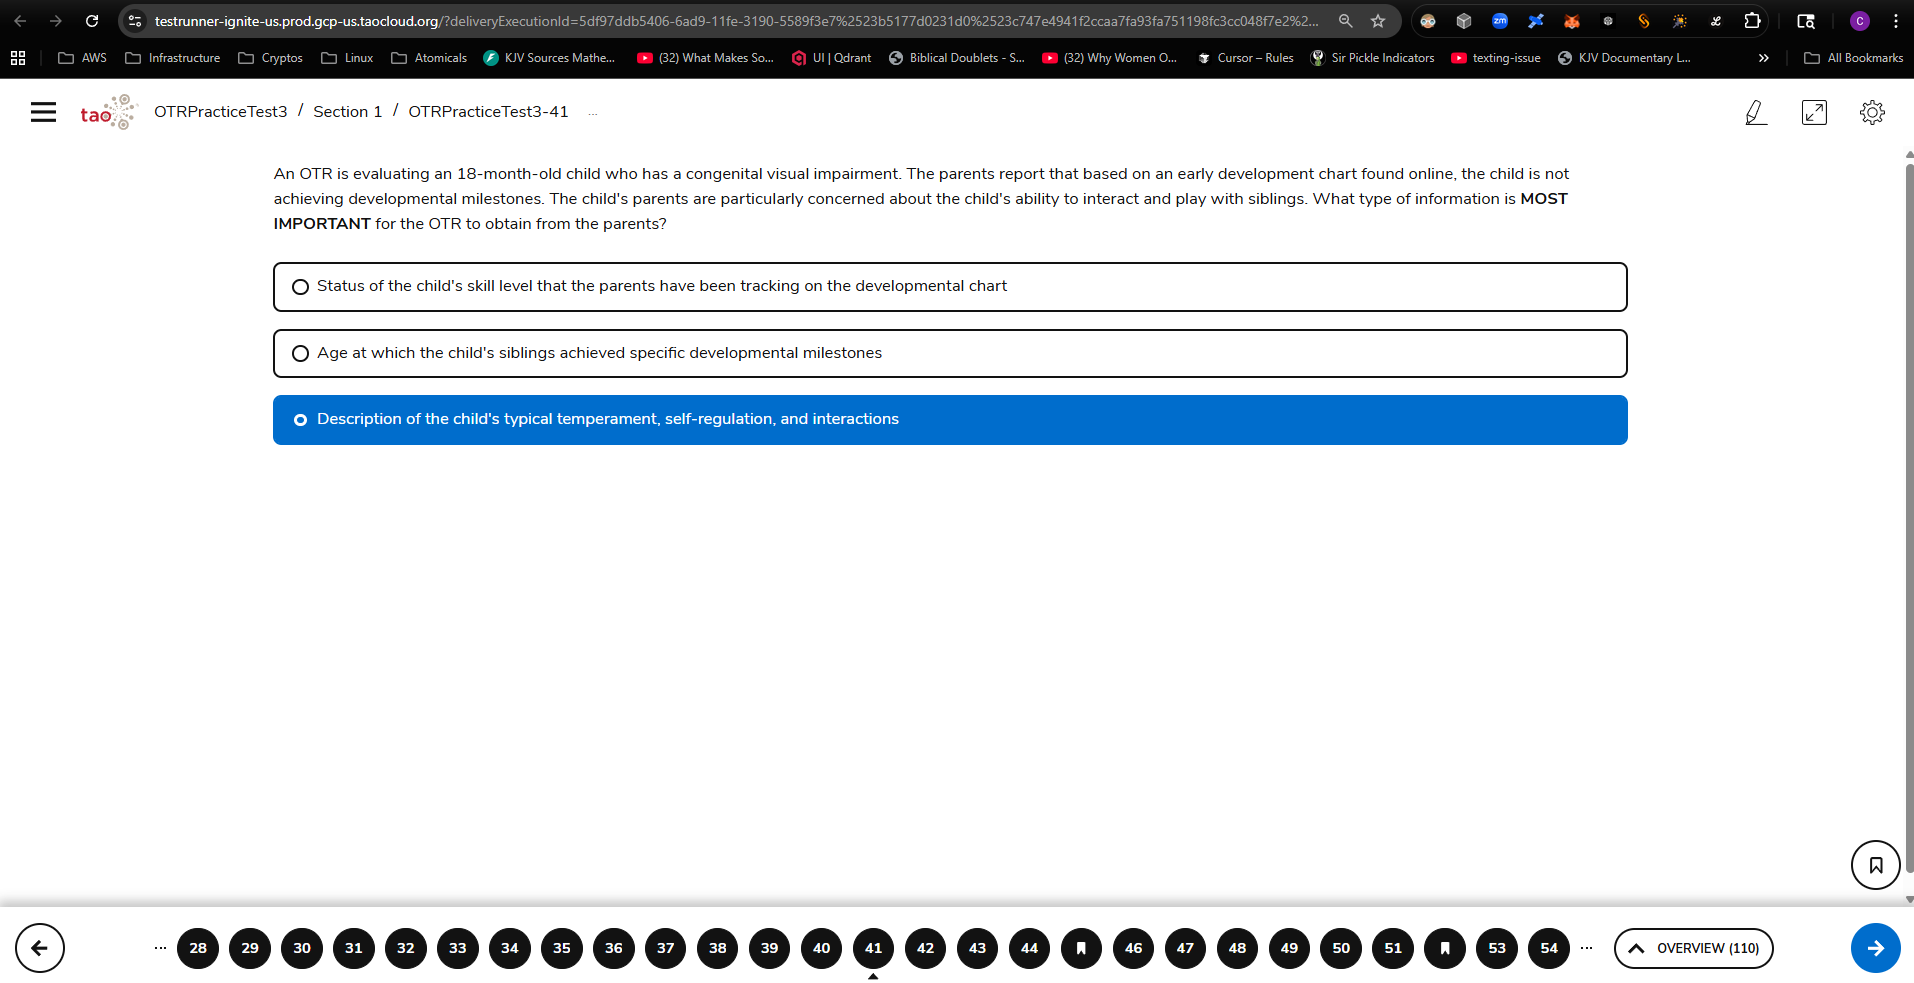 testrunner-ignite-us.prod.gcp-us.taocloud.org/?deliveryExecutionId=5df97ddb5406-6ad9-11fe-3190-5589f3e7%2523b5177d0231d0%2523c747e4941f2ccaa7fa93fa751198fc3cc048f7e2%2...
zm
C
AWS Infrastructure Cryptos Linux Atomicals KJV Sources Mathe... (32) What Makes So... UI | Qdrant Biblical Doublets - S... (32) Why Women O... Cursor – Rules Sir Pickle Indicators texting-issue KJV Documentary L... » All Bookmarks
tao OTRPracticeTest3 / Section 1 / OTRPracticeTest3-41 ...
An OTR is evaluating an 18-month-old child who has a congenital visual impairment. The parents report that based on an early development chart found online, the child is not
achieving developmental milestones. The child's parents are particularly concerned about the child's ability to interact and play with siblings. What type of information is MOST
IMPORTANT for the OTR to obtain from the parents?
Status of the child's skill level that the parents have been tracking on the developmental chart
Age at which the child's siblings achieved specific developmental milestones
Description of the child's typical temperament, self-regulation, and interactions
... 28 29 30 31 32 33 34 35 36 37 38 39 40 41 42 43 44 46 47 48 49 50 51 53 54 ... OVERVIEW (110)